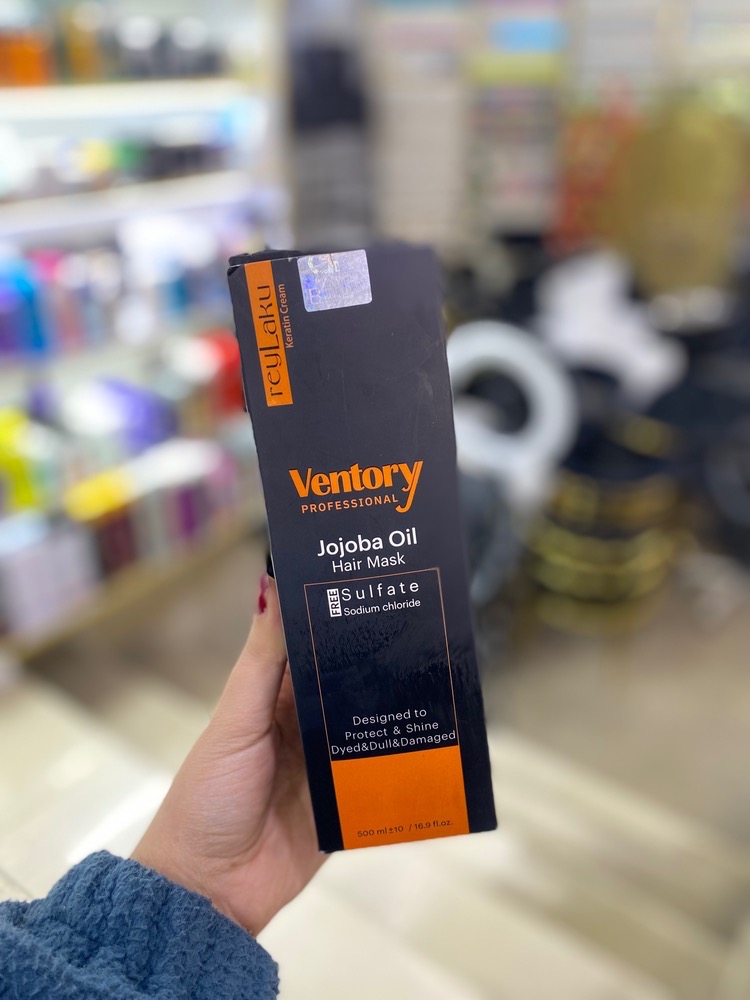 reyLaku
Keratin Cream
Ventory
PROFESSIONAL
Jojoba Oil
Hair Mask
FREE
Sulfate
Sodium chloride
Designed to
Protect & Shine
Dyed&Dull&Damaged
500 ml±10 / 16.9 fl.oz.